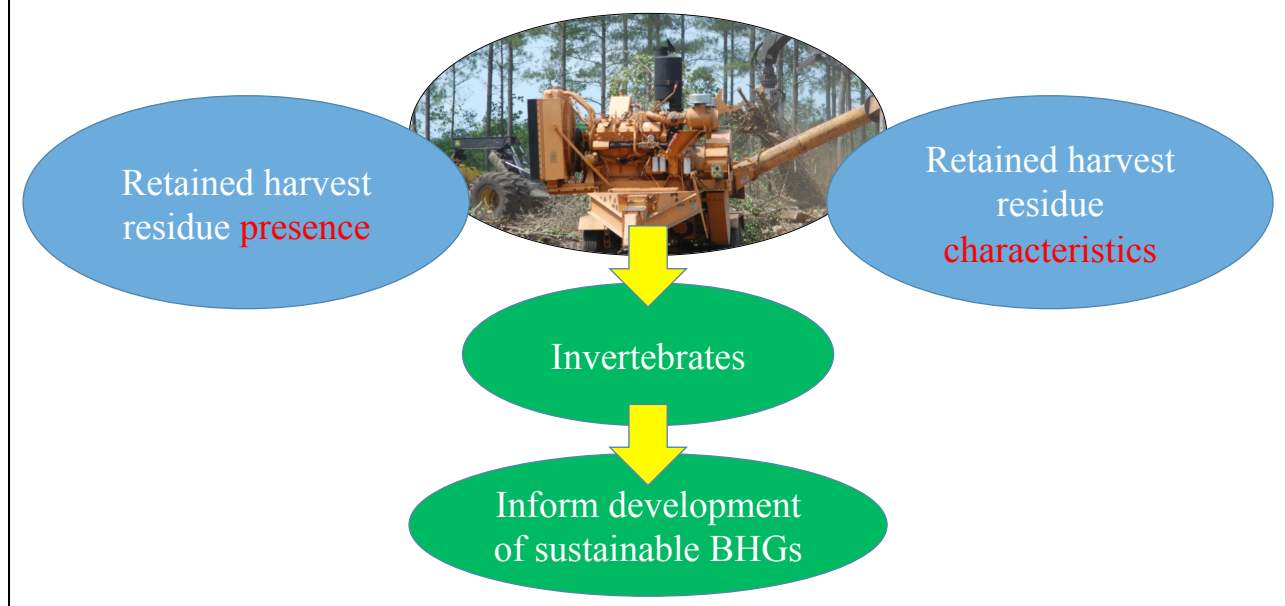 Retained harvest
residue presence
Retained harvest
residue
characteristics
Invertebrates
Inform development
of sustainable BHGs